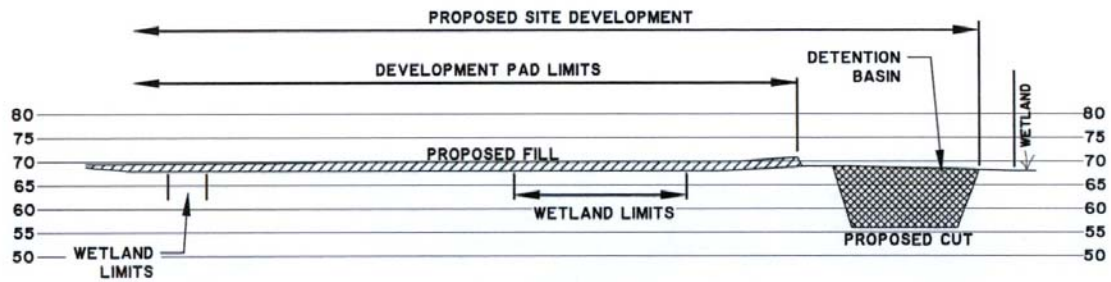 PROPOSED SITE DEVELOPMENT
DEVELOPMENT PAD LIMITS
DETENTION
BASIN
WETLAND
80 80
75 75
70 PROPOSED FILL 70
65 65
60 WETLAND LIMITS 60
55 PROPOSED CUT 55
50 WETLAND 50
LIMITS